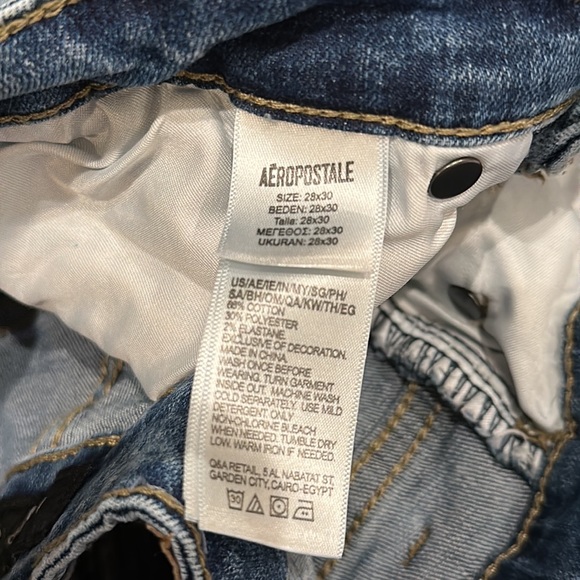 AÉROPOSTALE
SIZE: 28x30
BEDEN: 28x30
Talla: 28x30
ΜΕΓΕΘΟΣ: 28x30
UKURAN: 28x30
US/AE/IE/IN/MY/SG/PH/
SA/BH/OM/QA/KW/TH/EG
68% COTTON
30% POLYESTER
2% ELASTANE
EXCLUSIVE OF DECORATION.
MADE IN CHINA.
WASH ONCE BEFORE
WEARING. TURN GARMENT
INSIDE OUT. MACHINE WASH
COLD SEPARATELY. USE MILD
DETERGENT. ONLY
NON-CHLORINE BLEACH
WHEN NEEDED. TUMBLE DRY
LOW. WARM IRON IF NEEDED.
Q&A RETAIL, 5 AL NABATAT ST,
GARDEN CITY, CAIRO-EGYPT
30